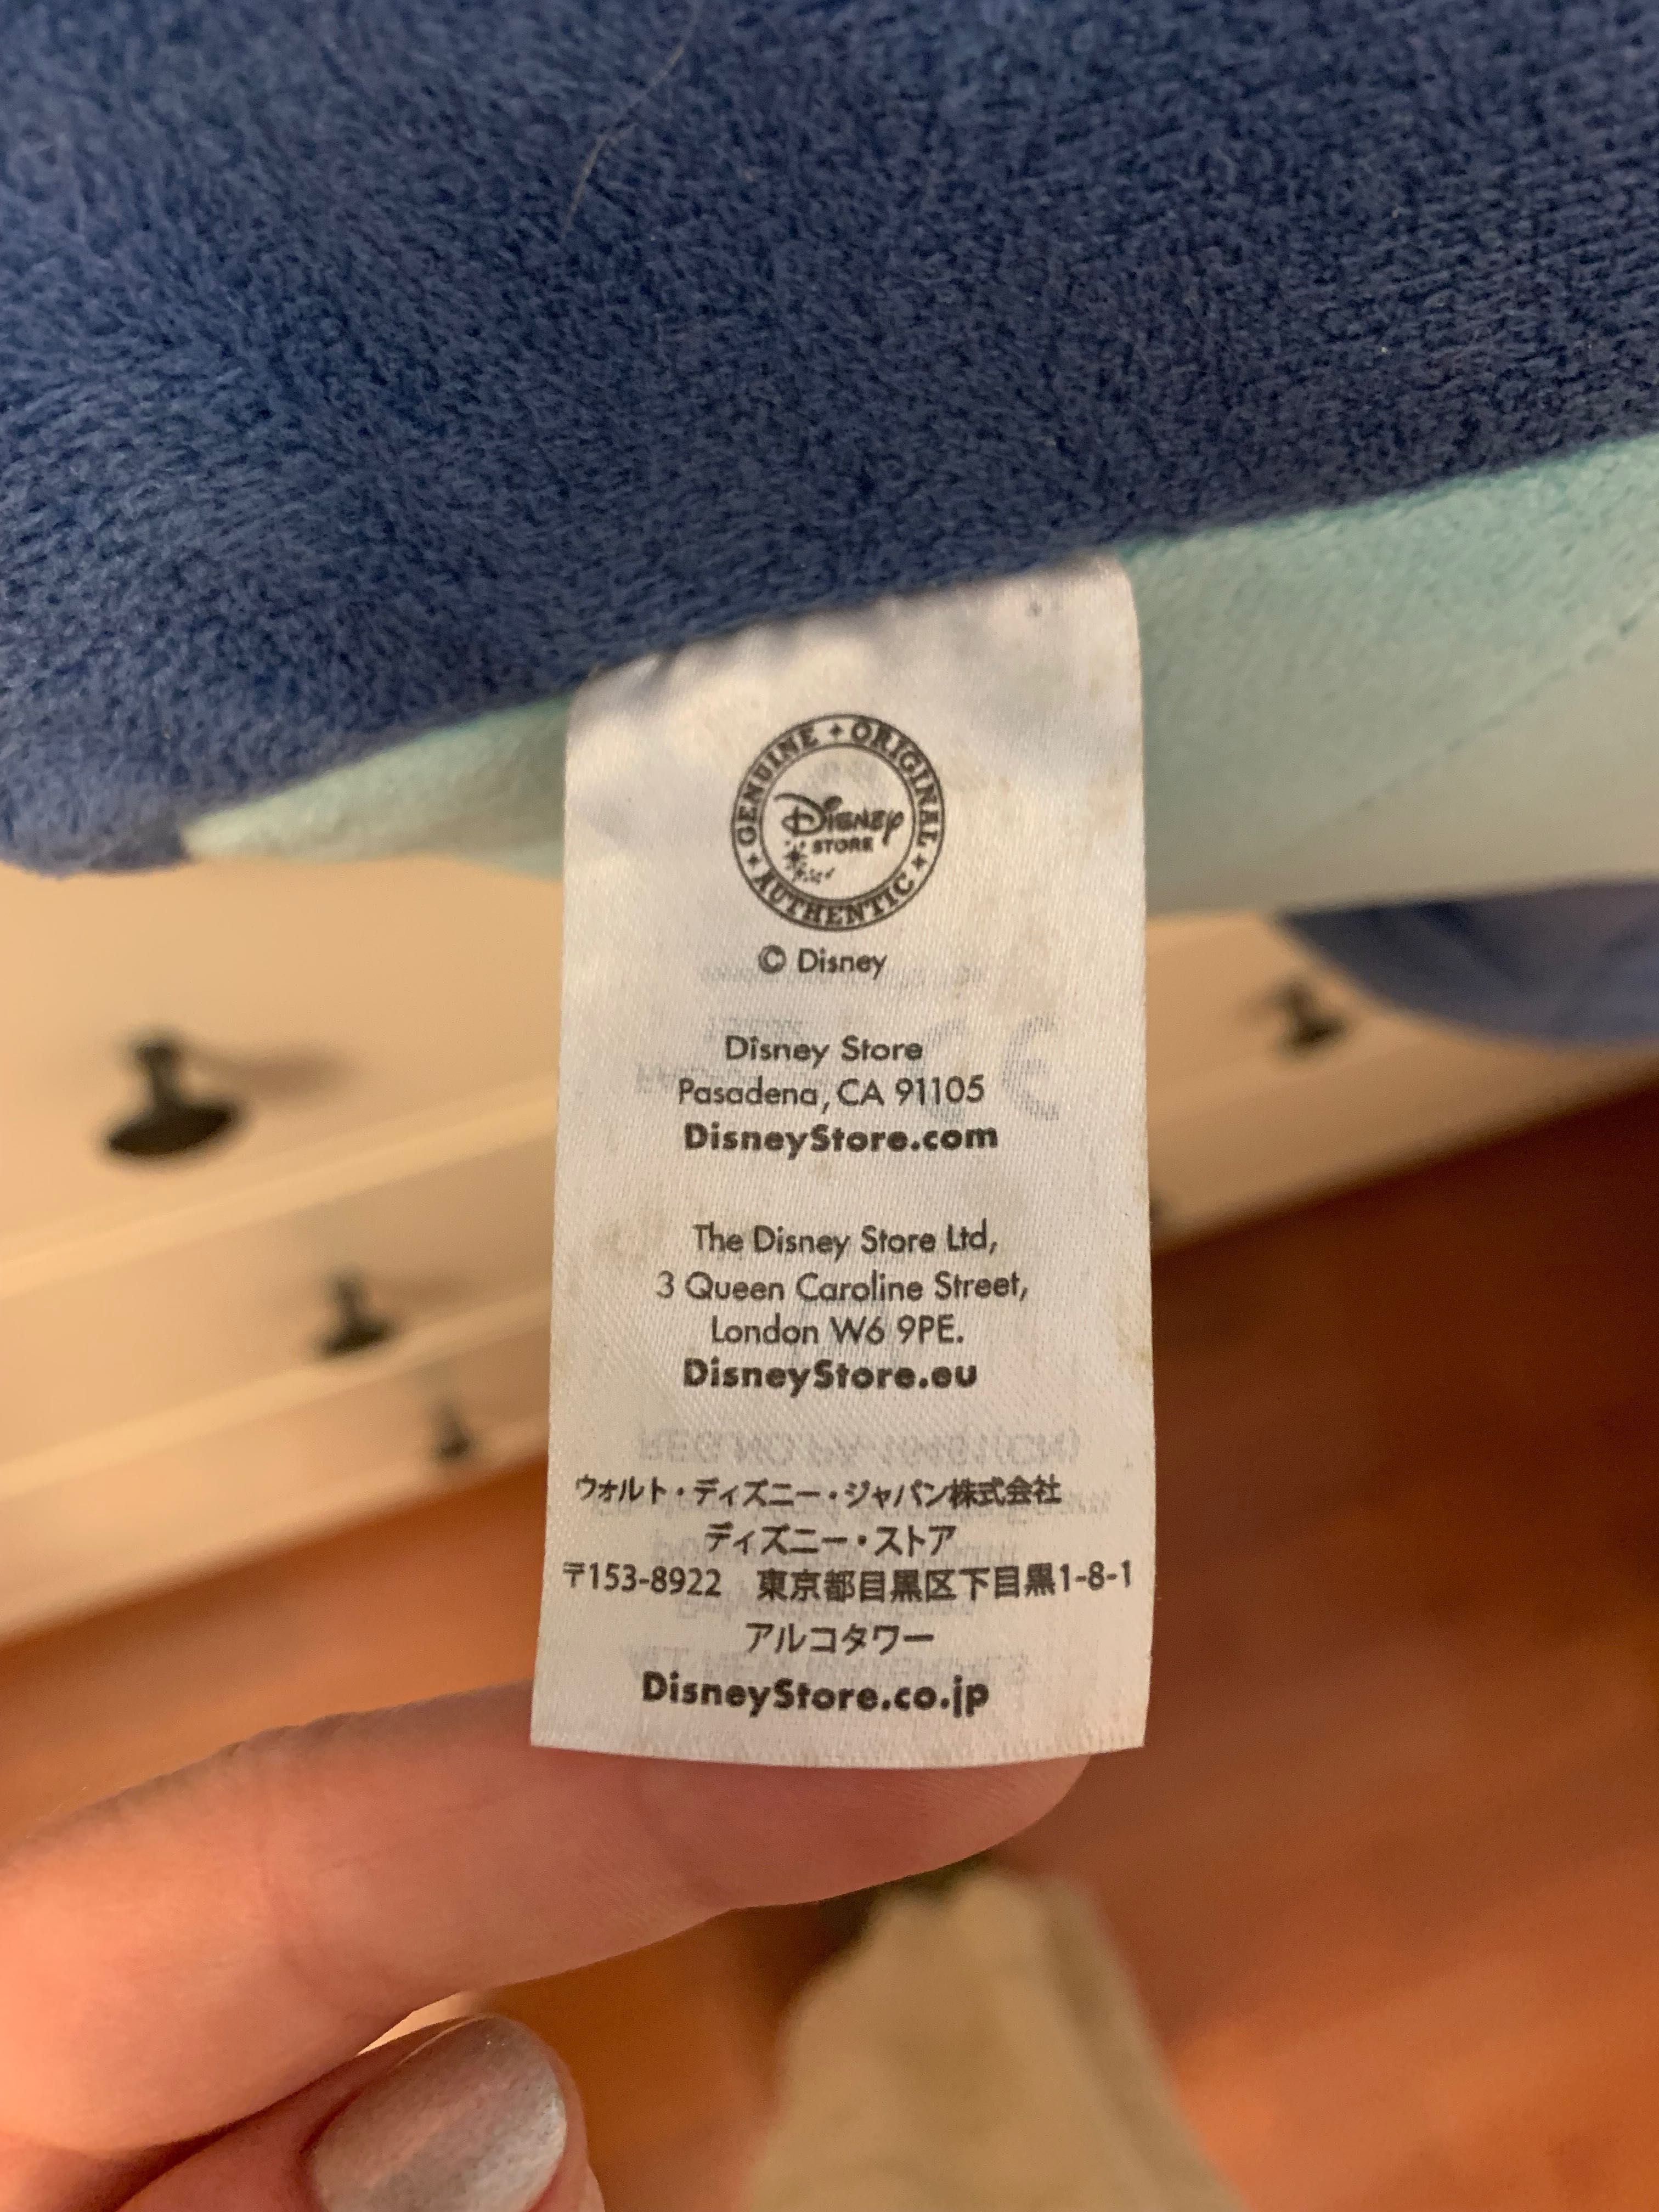 GENUINE ✦ ORIGINAL ✦ AUTHENTIC ✦
Disney
STORE
© Disney
Disney Store
Pasadena, CA 91105
DisneyStore.com
The Disney Store Ltd,
3 Queen Caroline Street,
London W6 9PE.
DisneyStore.eu
ウォルト・ディズニー・ジャパン株式会社
ディズニー・ストア
〒153-8922 東京都目黒区下目黒1-8-1
アルコタワー
DisneyStore.co.jp